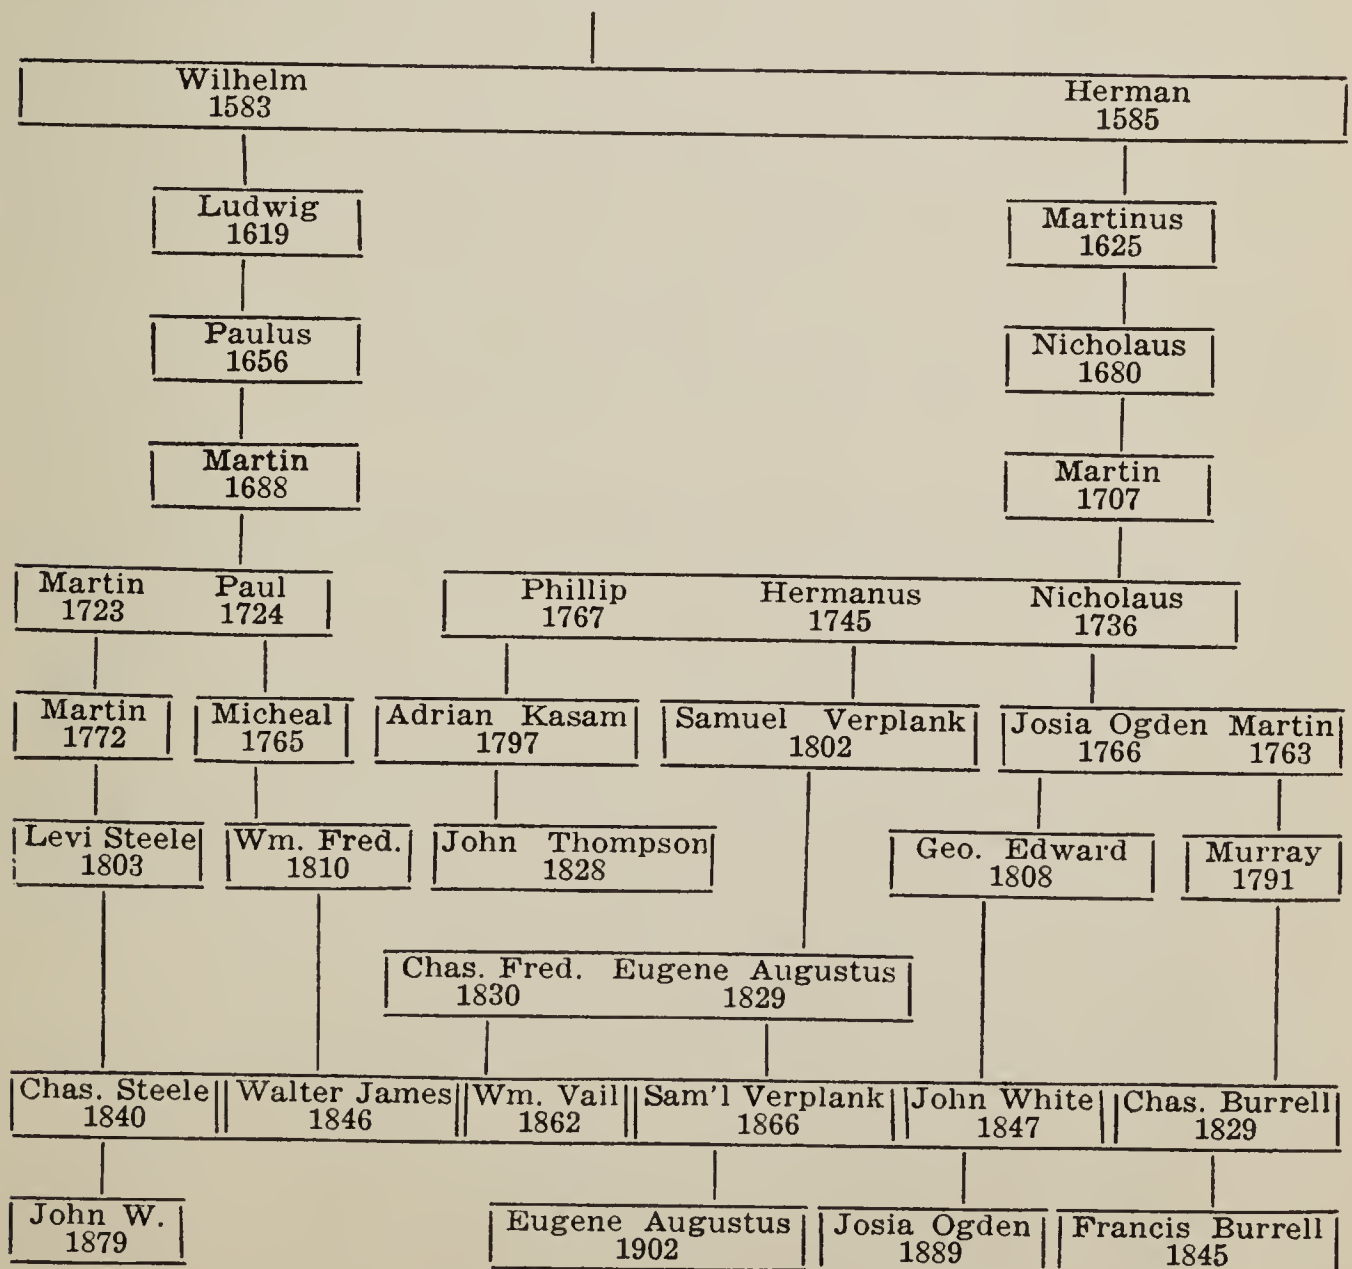 Wilhelm Herman
1583 1585
Ludwig Martinus
1619 1625
Paulus Nicholaus
1656 1680
Martin Martin
1688 1707
Martin Paul Phillip Hermanus Nicholaus
1723 1724 1767 1745 1736
Martin Micheal Adrian Kasam Samuel Verplank Josia Ogden Martin
1772 1765 1797 1802 1766 1763
Levi Steele Wm. Fred. John Thompson Geo. Edward Murray
1803 1810 1828 1808 1791
Chas. Fred. Eugene Augustus
1830 1829
Chas. Steele Walter James Wm. Vail Sam'l Verplank John White Chas. Burrell
1840 1846 1862 1866 1847 1829
John W. Eugene Augustus Josia Ogden Francis Burrell
1879 1902 1889 1845